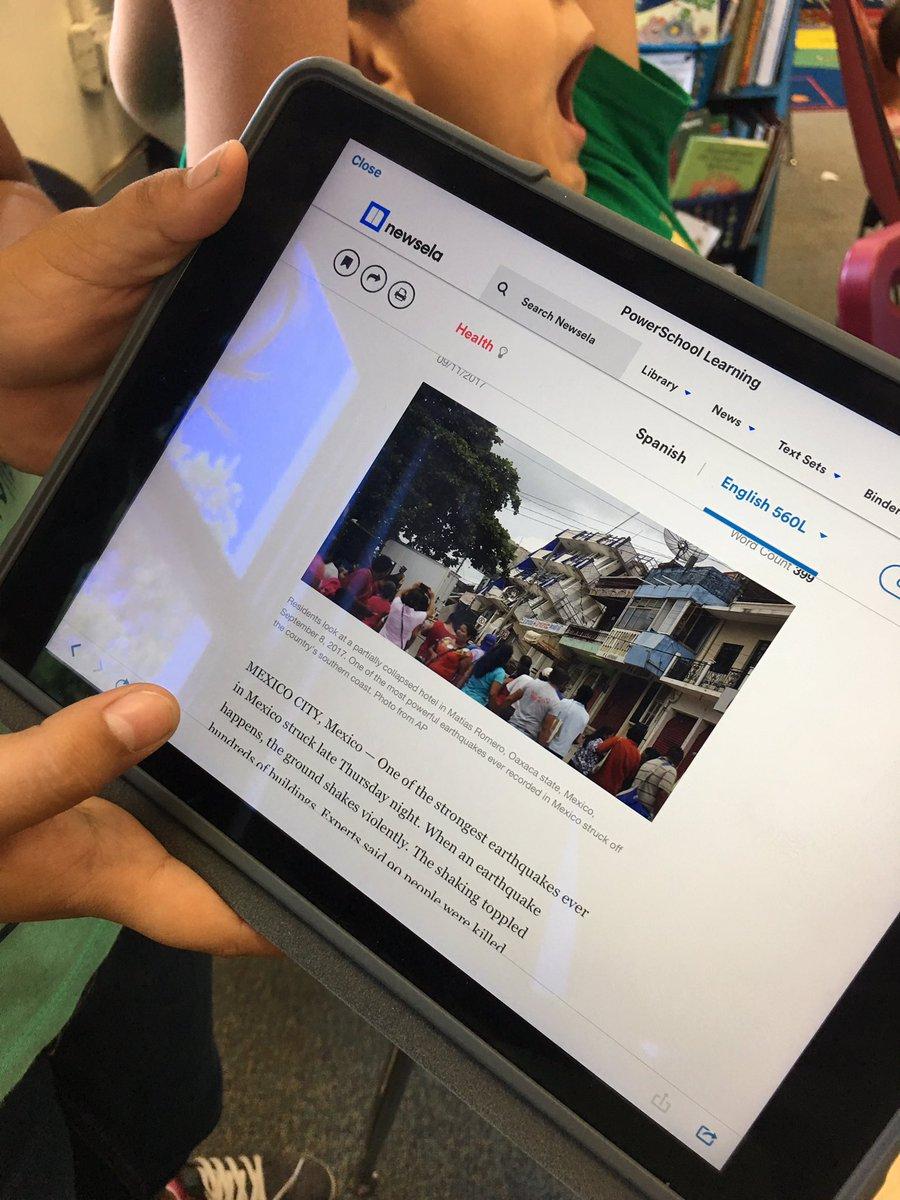 Close
PowerSchool Learning
newsela
Search Newsela
Library
News
Text Sets
Binder
Health
Spanish
English 560L
09/11/2017
Word Count 399
Residents look at a partially collapsed hotel in Matias Romero, Oaxaca state, Mexico,
September 8, 2017. One of the most powerful earthquakes ever recorded in Mexico struck off
the country's southern coast. Photo from AP
MEXICO CITY, Mexico — One of the strongest earthquakes ever
in Mexico struck late Thursday night. When an earthquake
happens, the ground shakes violently. The shaking toppled
hundreds of buildings. Experts said 90 people were killed